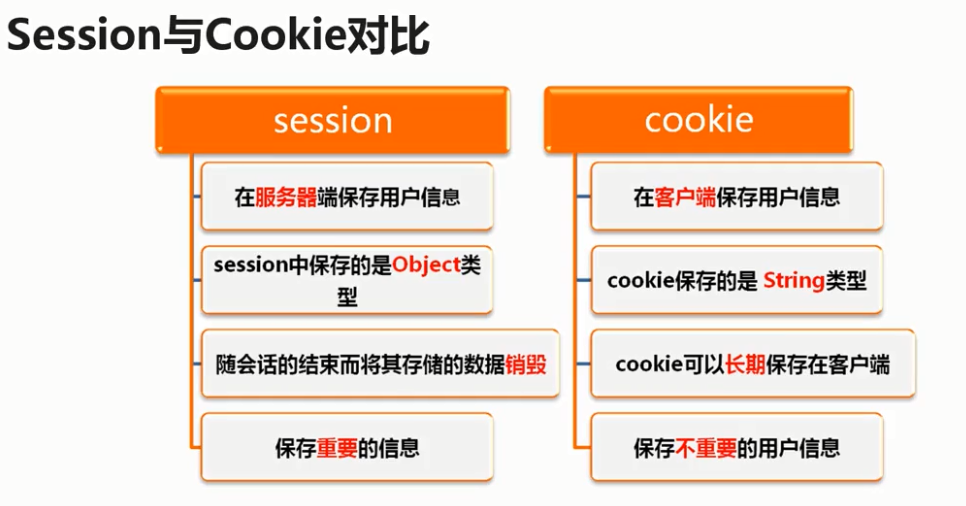 Session与Cookie对比
session
在服务器端保存用户信息
session中保存的是Object类
型
随会话的结束而将其存储的数据销毁
保存重要的信息
cookie
在客户端保存用户信息
cookie保存的是 String类型
cookie可以长期保存在客户端
保存不重要的用户信息